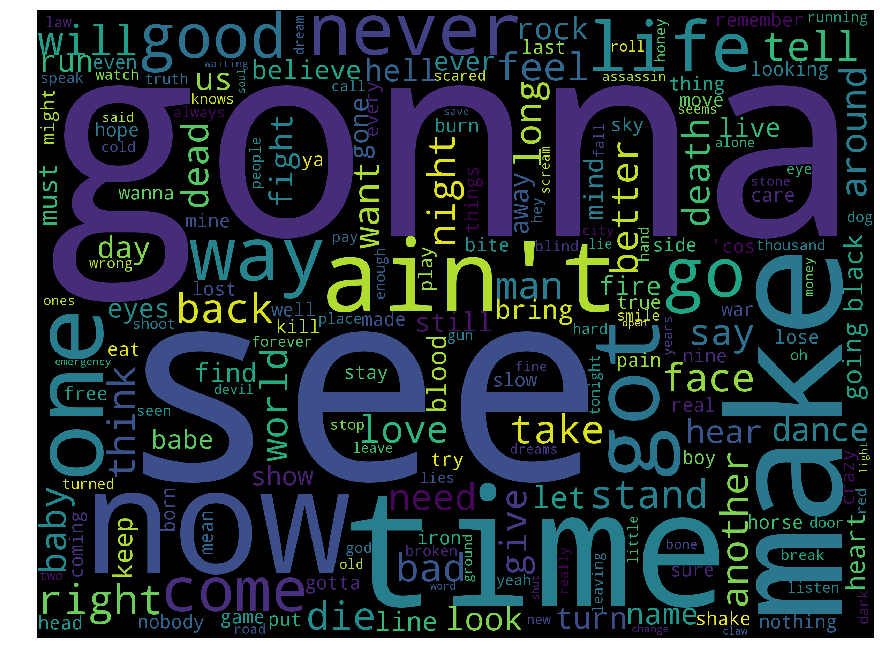 law
will
good
never
rock
life
remember
running
run
even
dream
waiting
last
roll
honey
tell
speak
watch
truth
us
believe
hell
ever
feel
scared
assassin
thing
looking
might
said
knows
soul
call
every
move
seems
gonna
always
hope
cold
dead
people
fight
ya
gone
save
burn
long
sky
fall
mind
death
live
around
alone
eye
must
wanna
want
night
things
away
hey
scream
better
stone
care
mine
day
wrong
way
pay
play
bite
blind
city
lie
hand
side
'cos
thousand
dog
ain't
man
go
black
money
ones
eyes
lost
back
well
enough
fire
bring
true
smile
war
make
shoot
kill
place
made
still
hard
open
years
say
lose
going
oh
one
eat
forever
gun
see
got
pain
nine
emergency
free
think
seen
find
devil
world
stay
blood
slow
fine
tonight
face
real
stop
love
take
babe
leave
try
lies
dreams
boy
hear
dance
turned
show
baby
now
need
time
let
stand
give
another
crazy
light
coming
keep
born
mean
god
old
broken
iron
ground
little
bone
sure
horse
door
red
heart
two
come
gotta
bad
word
yeah
shut
really
leaving
break
listen
dark
right
head
nobody
game
road
put
die
line
look
new
turn
name
change
shake
claw
nothing